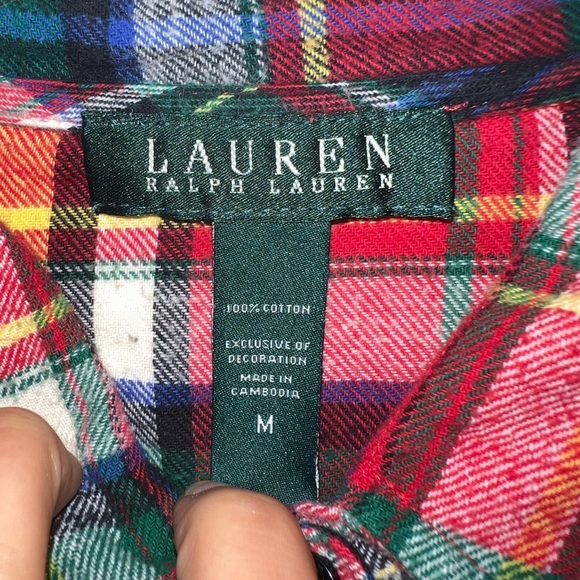 LAUREN
RALPH LAUREN
100% COTTON
EXCLUSIVE OF
DECORATION
MADE IN
CAMBODIA
M